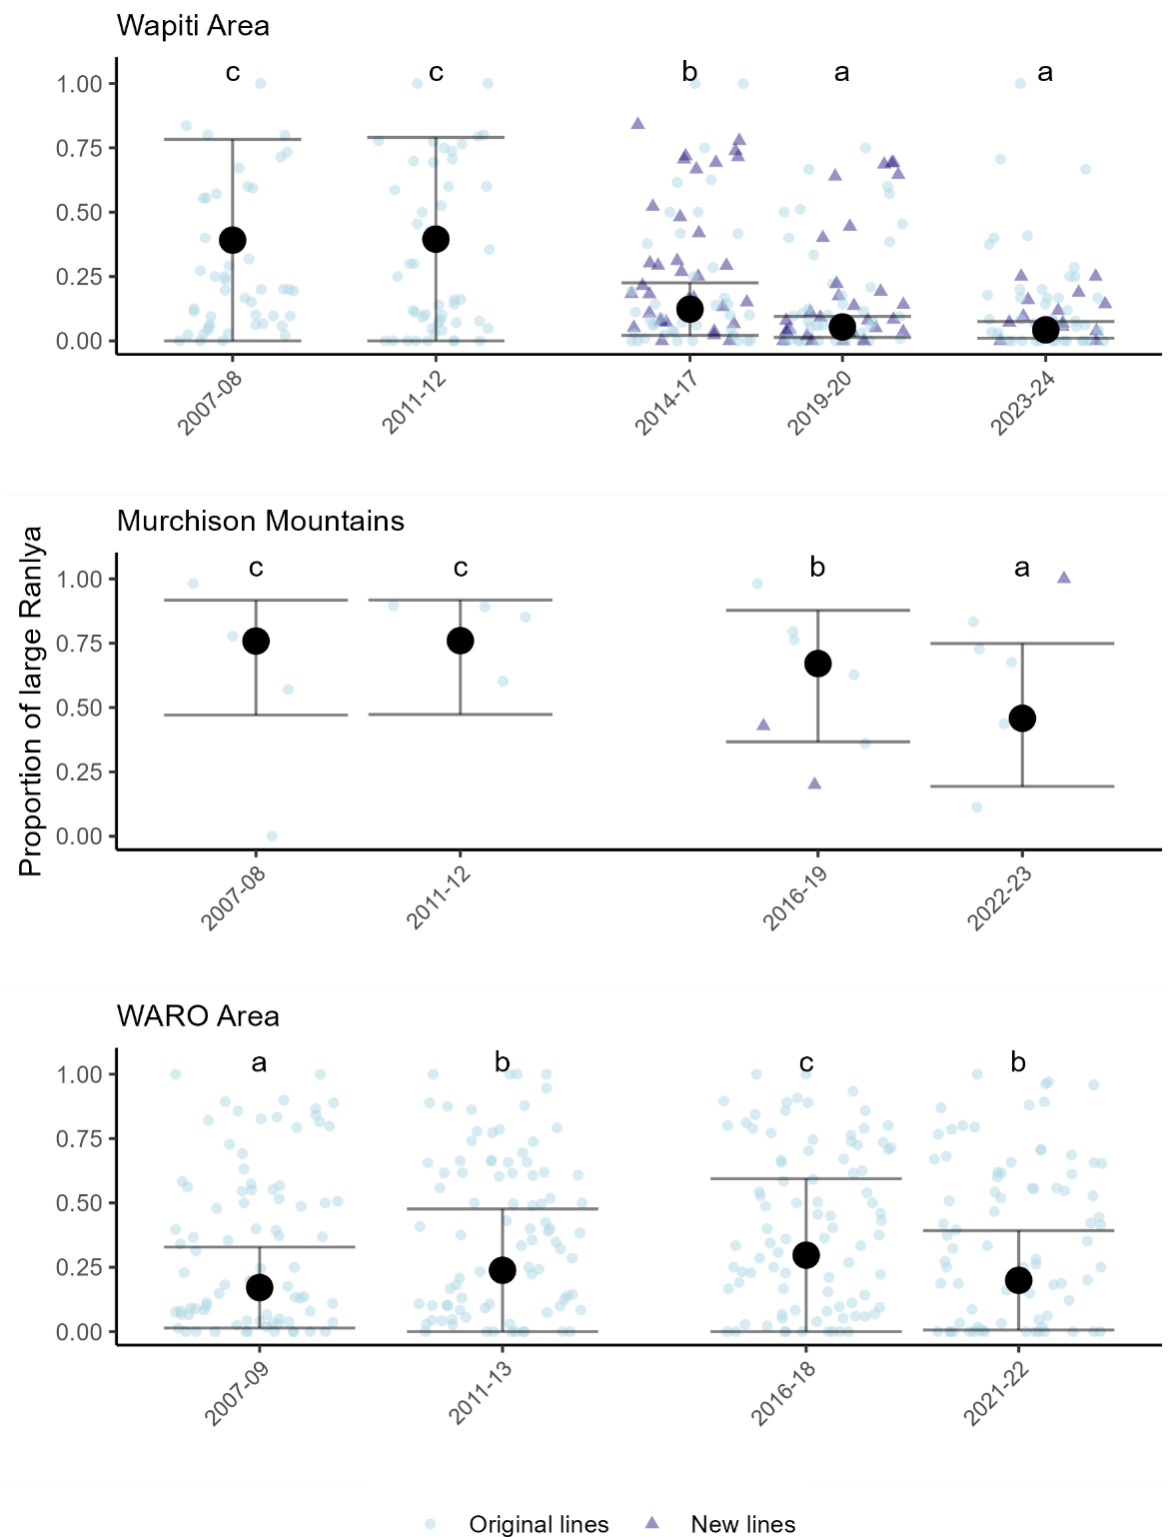 Wapiti Area
c c b a a
1.00
0.75
0.50
0.25
0.00
2007-08 2011-12 2014-17 2019-20 2023-24
Proportion of large Ranlya
Murchison Mountains
c c b a
1.00
0.75
0.50
0.25
0.00
2007-08 2011-12 2016-19 2022-23
WARO Area
a b c b
1.00
0.75
0.50
0.25
0.00
2007-09 2011-13 2016-18 2021-22
Original lines New lines